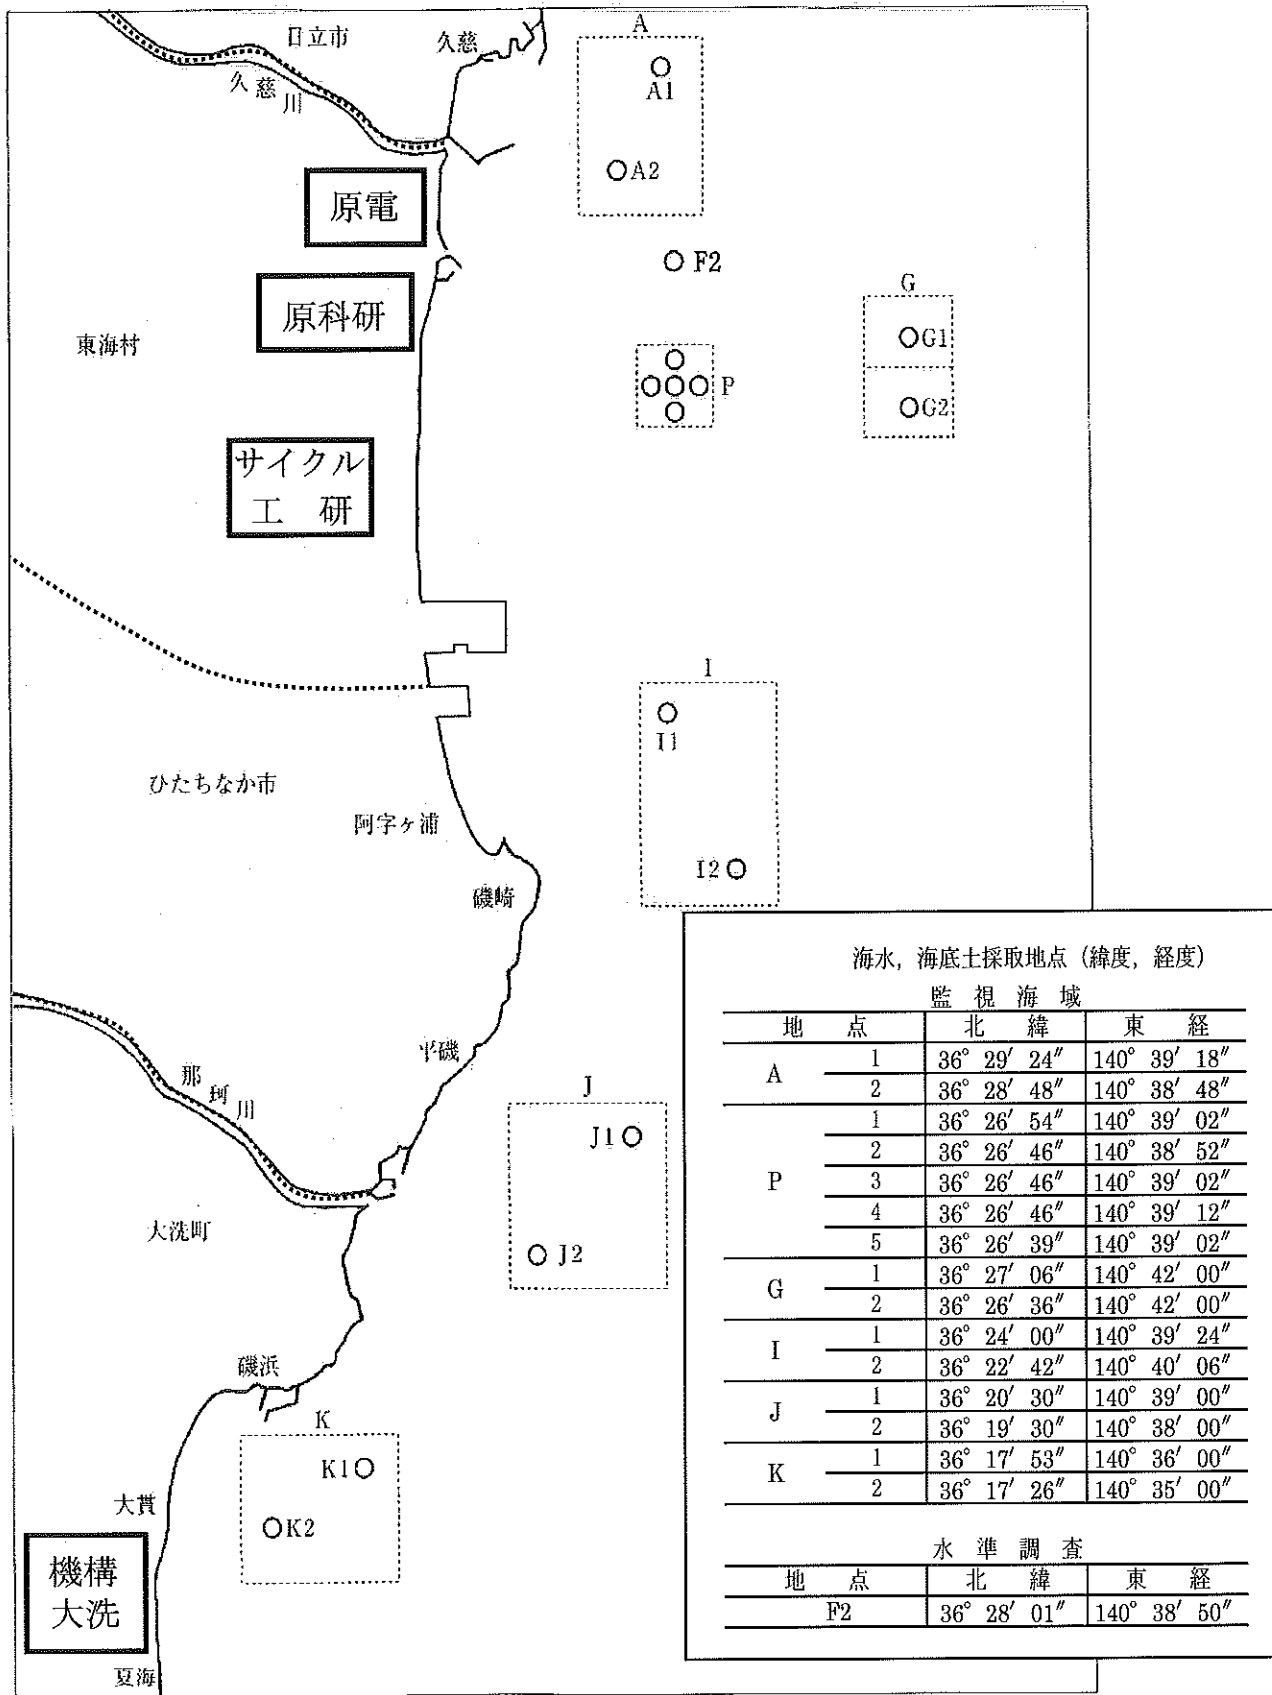 日立市
久慈
久慈川
A
A1
A2
原電
F2
原科研
G
G1
G2
東海村
P
サイクル
工 研
I
I1
I2
ひたちなか市
阿字ヶ浦
磯崎
平磯
那珂川
J
J1
J2
大洗町
磯浜
K
K1
K2
大貫
機構
大洗
夏海
海水，海底土採取地点（緯度，経度）
監 視 海 域
地 点 北 緯 東 経
A 1 36° 29′ 24″ 140° 39′ 18″
2 36° 28′ 48″ 140° 38′ 48″
P 1 36° 26′ 54″ 140° 39′ 02″
2 36° 26′ 46″ 140° 38′ 52″
3 36° 26′ 46″ 140° 39′ 02″
4 36° 26′ 46″ 140° 39′ 12″
5 36° 26′ 39″ 140° 39′ 02″
G 1 36° 27′ 06″ 140° 42′ 00″
2 36° 26′ 36″ 140° 42′ 00″
I 1 36° 24′ 00″ 140° 39′ 24″
2 36° 22′ 42″ 140° 40′ 06″
J 1 36° 20′ 30″ 140° 39′ 00″
2 36° 19′ 30″ 140° 38′ 00″
K 1 36° 17′ 53″ 140° 36′ 00″
2 36° 17′ 26″ 140° 35′ 00″
水 準 調 査
地 点 北 緯 東 経
F2 36° 28′ 01″ 140° 38′ 50″